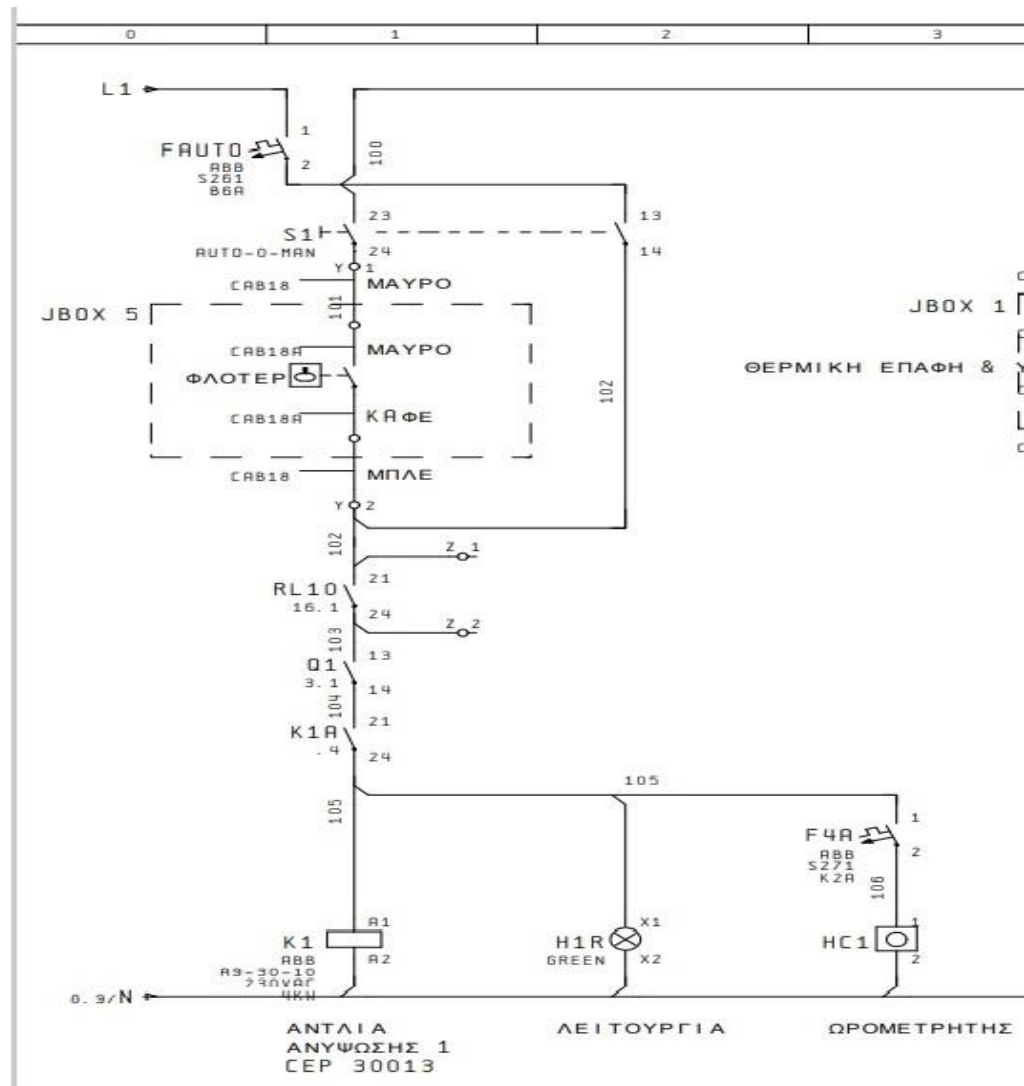 0 1 2 3
L1
1
FAUTO
2
ABB
S261
B6A
100
23
13
S1
24
14
AUTO-0-MAN
Y 1
CAB18 ΜΑΥΡΟ
101
JBOX 5
JBOX 1
CAB18A ΜΑΥΡΟ
ΦΛΟΤΕΡ
ΘΕΡΜΙΚΗ ΕΠΑΦΗ &
102
CAB18A ΚΑΦΕ
CAB18 ΜΠΛΕ
Y 2
102
Z 1
21
RL10
16.1
24
Z 2
103
13
Q1
3.1
14
104
21
K1A
.4
24
105
105
1
F4A
2
ABB
S271
K2A
106
A1
X1
1
K1
H1R
HC1
ABB
A2
GREEN
X2
2
A9-30-10
230VAC
4KW
0.9/N
ΑΝΤΛΙΑ
ΑΝΥΨΩΣΗΣ 1
CEP 30013
ΛΕΙΤΟΥΡΓΙΑ
ΩΡΟΜΕΤΡΗΤΗΣ